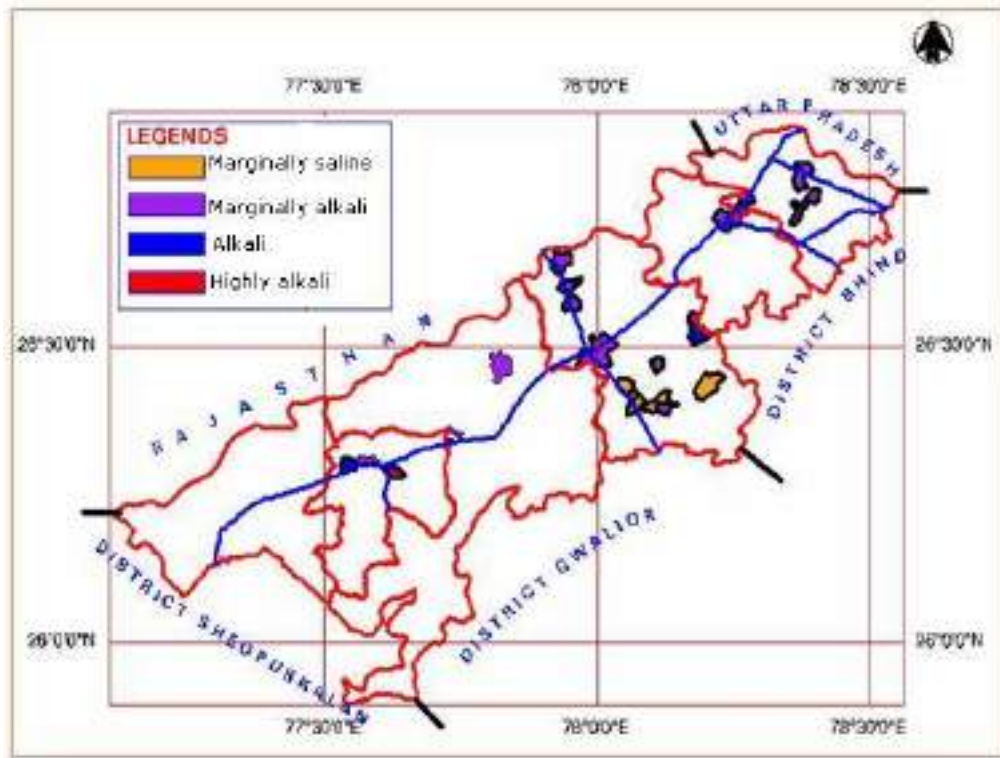 77°30'0"E 78°0'0"E 78°30'0"E
UTTAR PRADESH
LEGENDS
Marginally saline
Marginally alkali
Alkali
Highly alkali
RAJASTHAN
DISTRICT BHIND
26°30'0"N 26°30'0"N
DISTRICT GWALIOR
DISTRICT SHEOPURKALAN
26°0'0"N 26°0'0"N
77°30'0"E 78°0'0"E 78°30'0"E